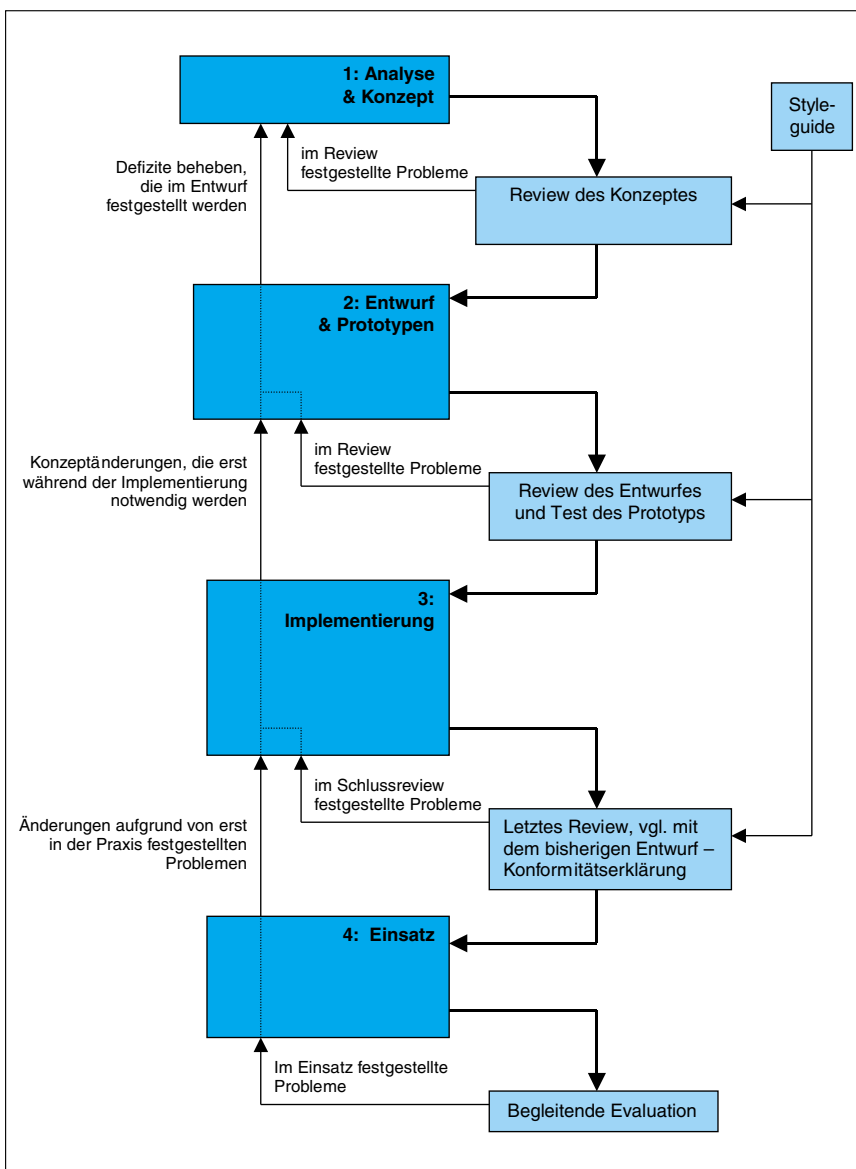 1: Analyse
& Konzept
Style-
guide
Defizite beheben,
die im Entwurf
festgestellt werden
im Review
festgestellte Probleme
Review des Konzeptes
2: Entwurf
& Prototypen
Konzeptänderungen, die erst
während der Implementierung
notwendig werden
im Review
festgestellte Probleme
Review des Entwurfes
und Test des Prototyps
3:
Implementierung
Änderungen aufgrund von erst
in der Praxis festgestellten
Problemen
im Schlussreview
festgestellte Probleme
Letztes Review, vgl. mit
dem bisherigen Entwurf –
Konformitätserklärung
4: Einsatz
Im Einsatz festgestellte
Probleme
Begleitende Evaluation